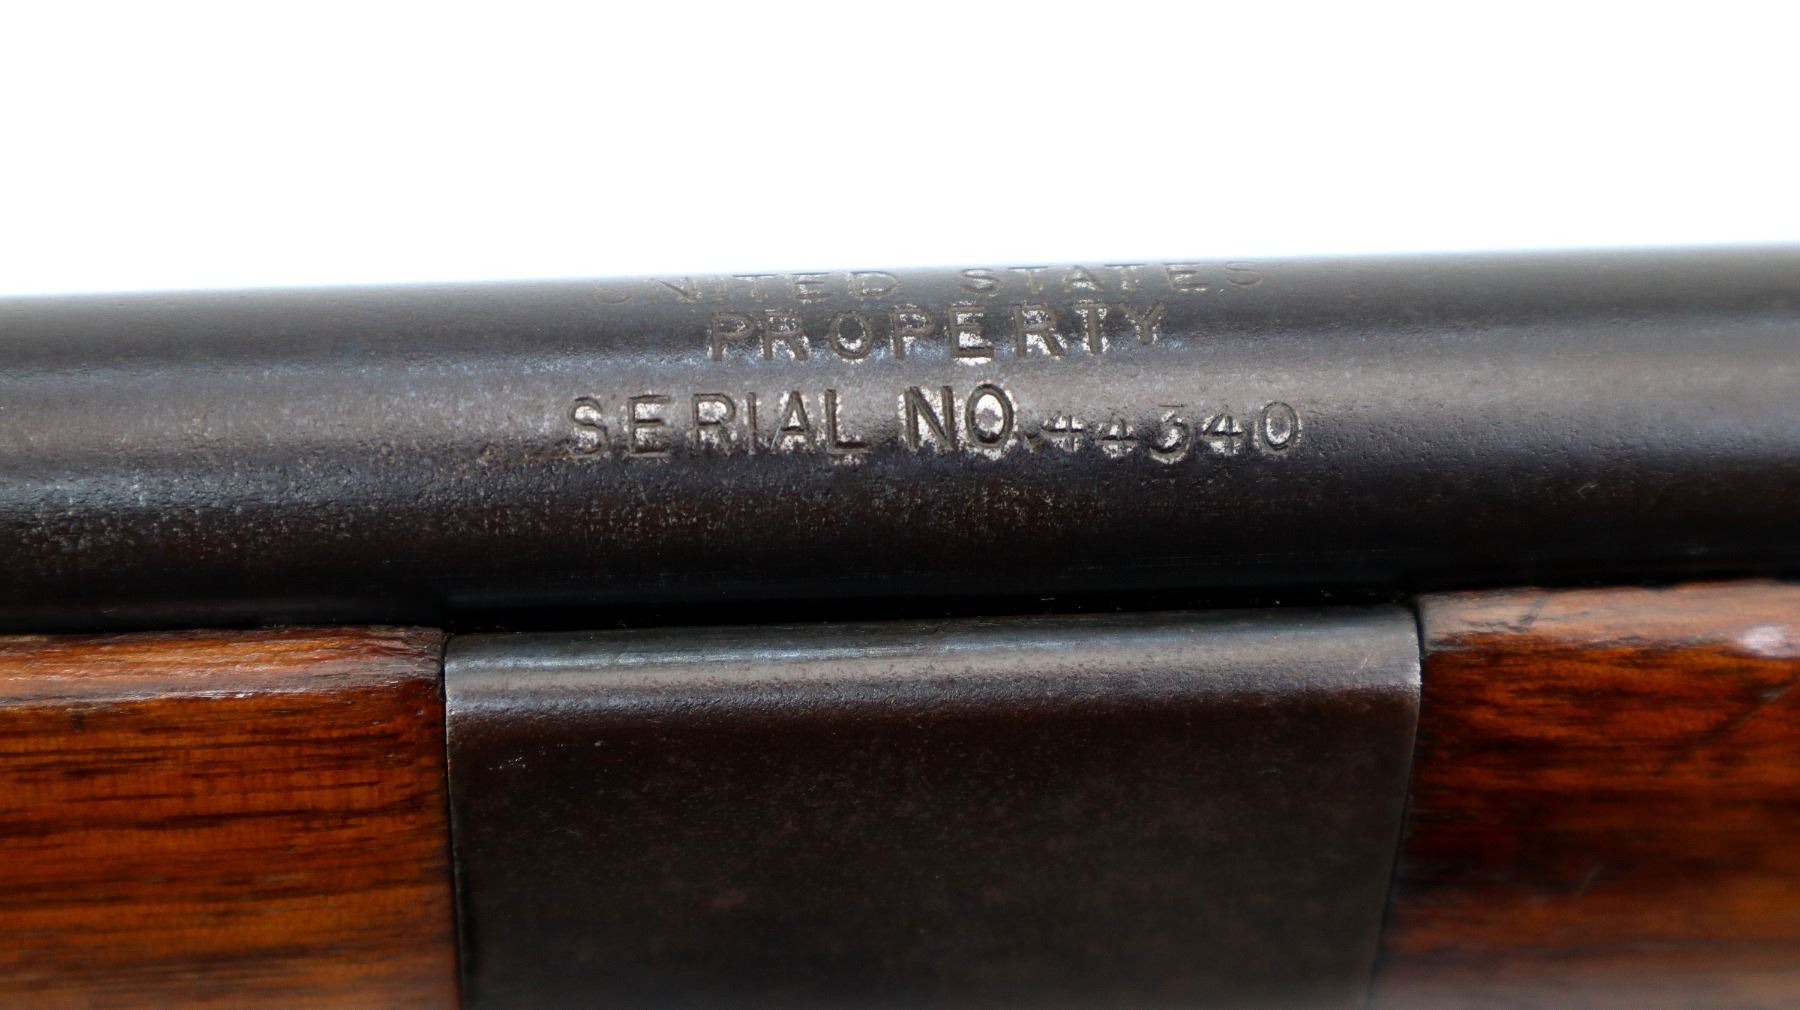 UNITED STATES
PROPERTY
SERIAL NO. 44340